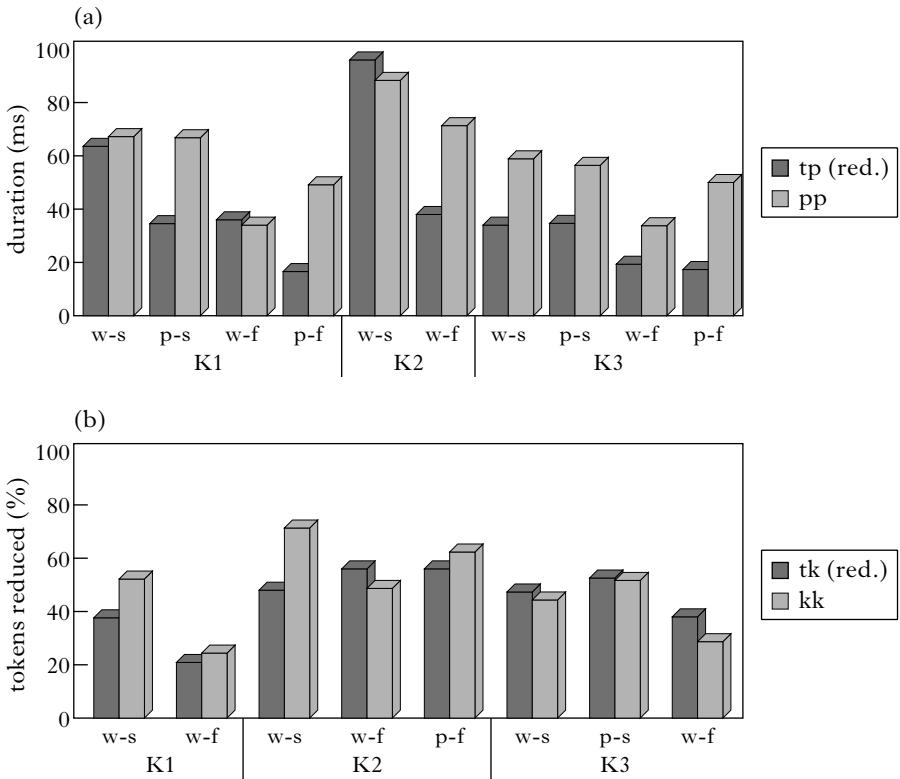 (a)
100
80
60
40
20
0
duration (ms)
w-s p-s w-f p-f w-s w-f w-s p-s w-f p-f
K1 K2 K3
tp (red.)
pp
(b)
100
80
60
40
20
0
tokens reduced (%)
w-s w-f w-s w-f p-f w-s p-s w-f
K1 K2 K3
tk (red.)
kk